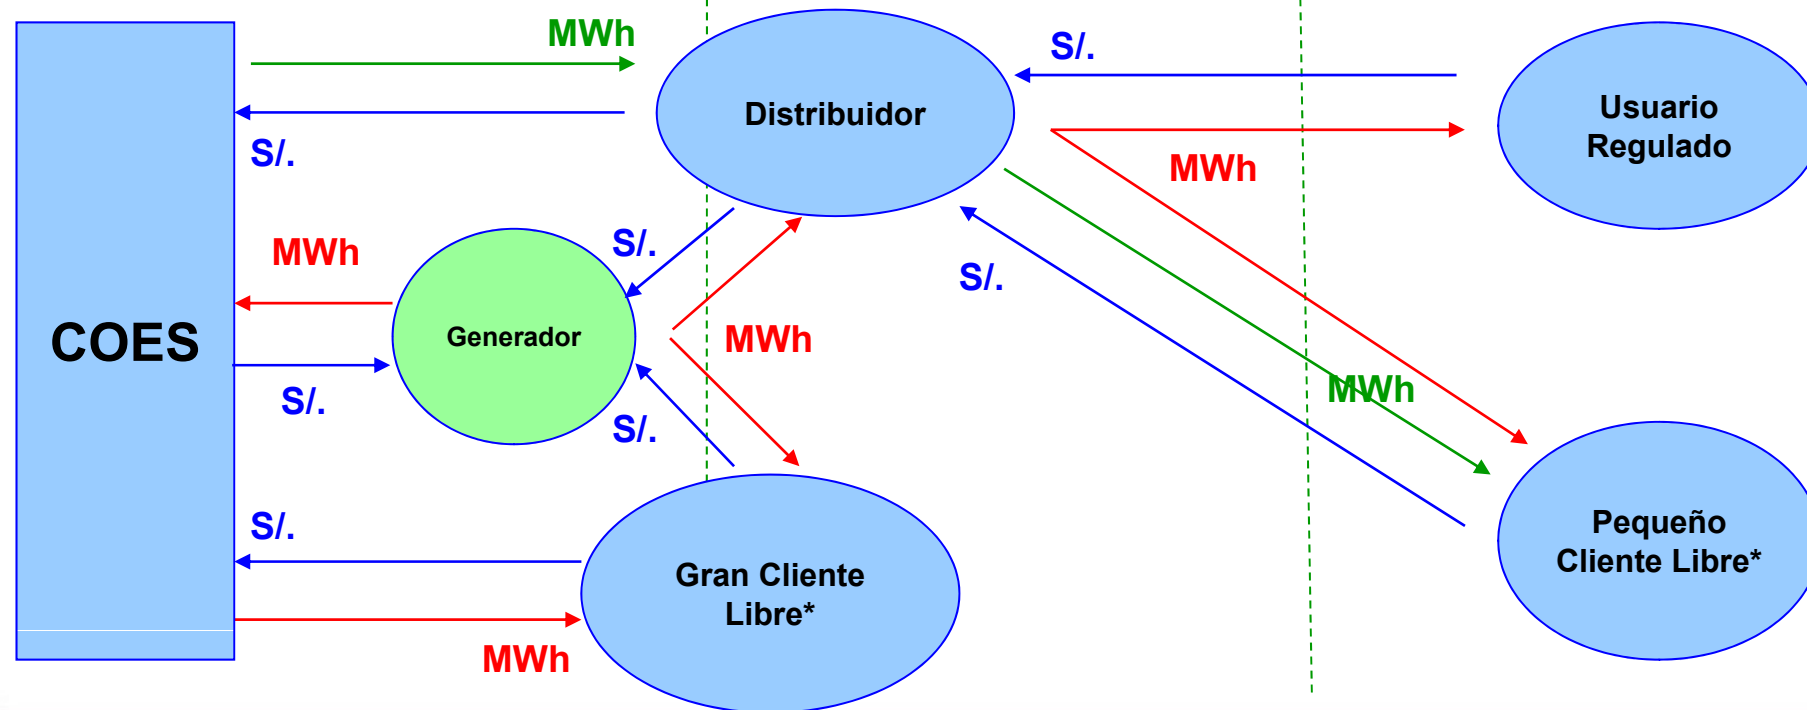 MWh
S/.
Distribuidor
Usuario
Regulado
S/.
MWh
S/.
MWh
S/.
COES
Generador
MWh
MWh
S/.
S/.
S/.
Gran Cliente
Libre*
Pequeño
Cliente Libre*
MWh